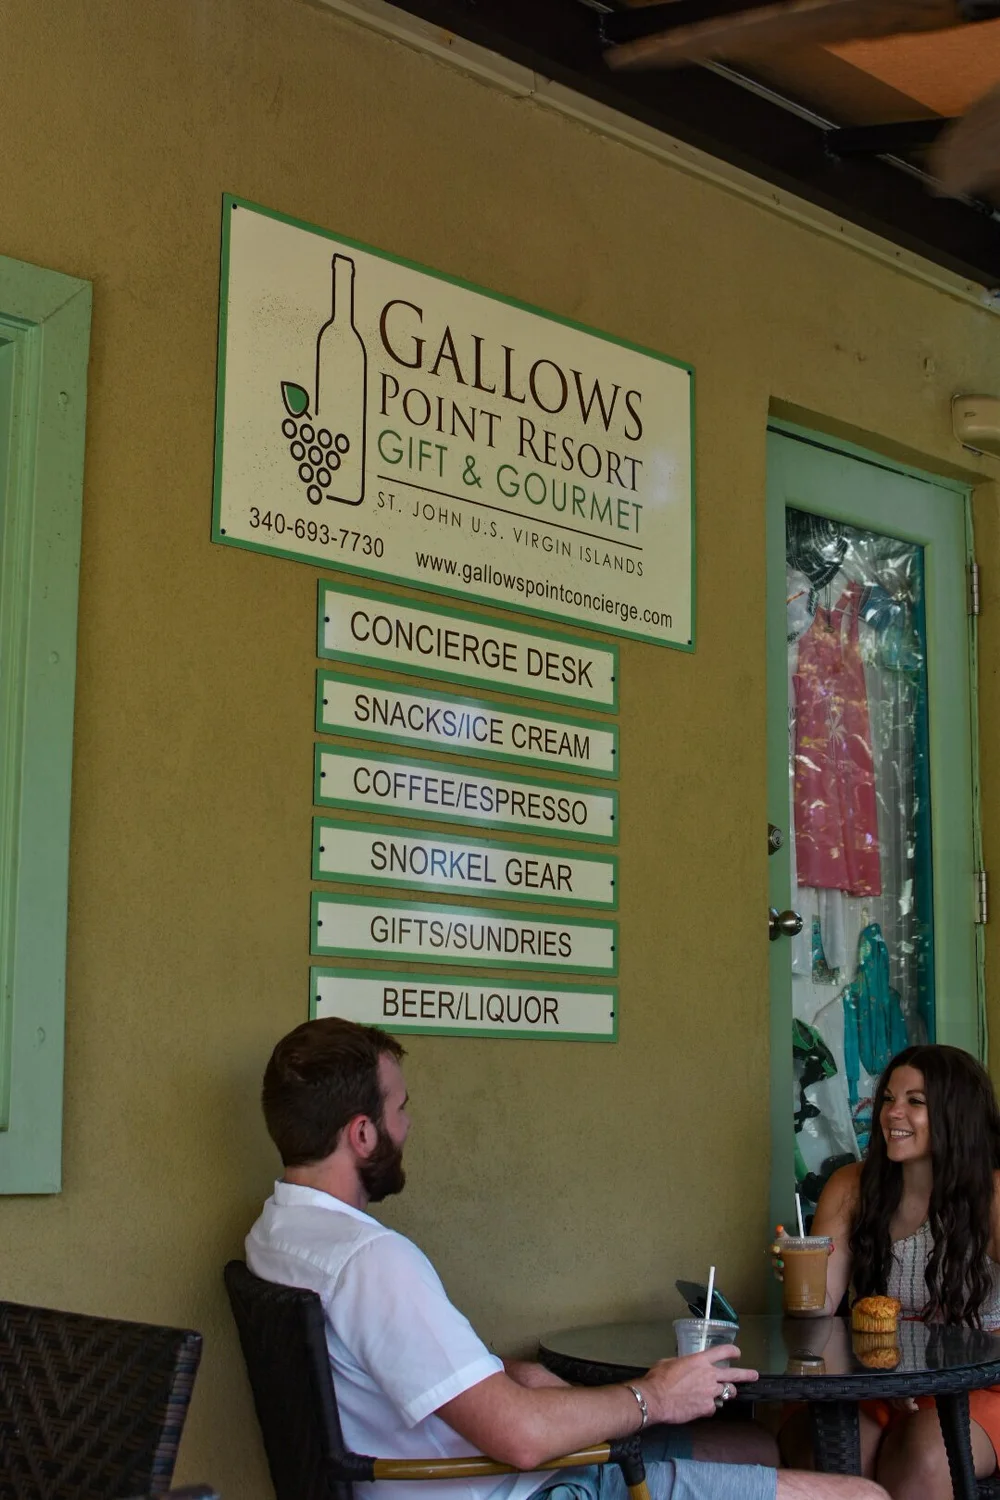 GALLOWS
POINT RESORT
GIFT & GOURMET
ST. JOHN U.S. VIRGIN ISLANDS
340-693-7730
www.gallowspointconcierge.com
CONCIERGE DESK
SNACKS/ICE CREAM
COFFEE/ESPRESSO
SNORKEL GEAR
GIFTS/SUNDRIES
BEER/LIQUOR